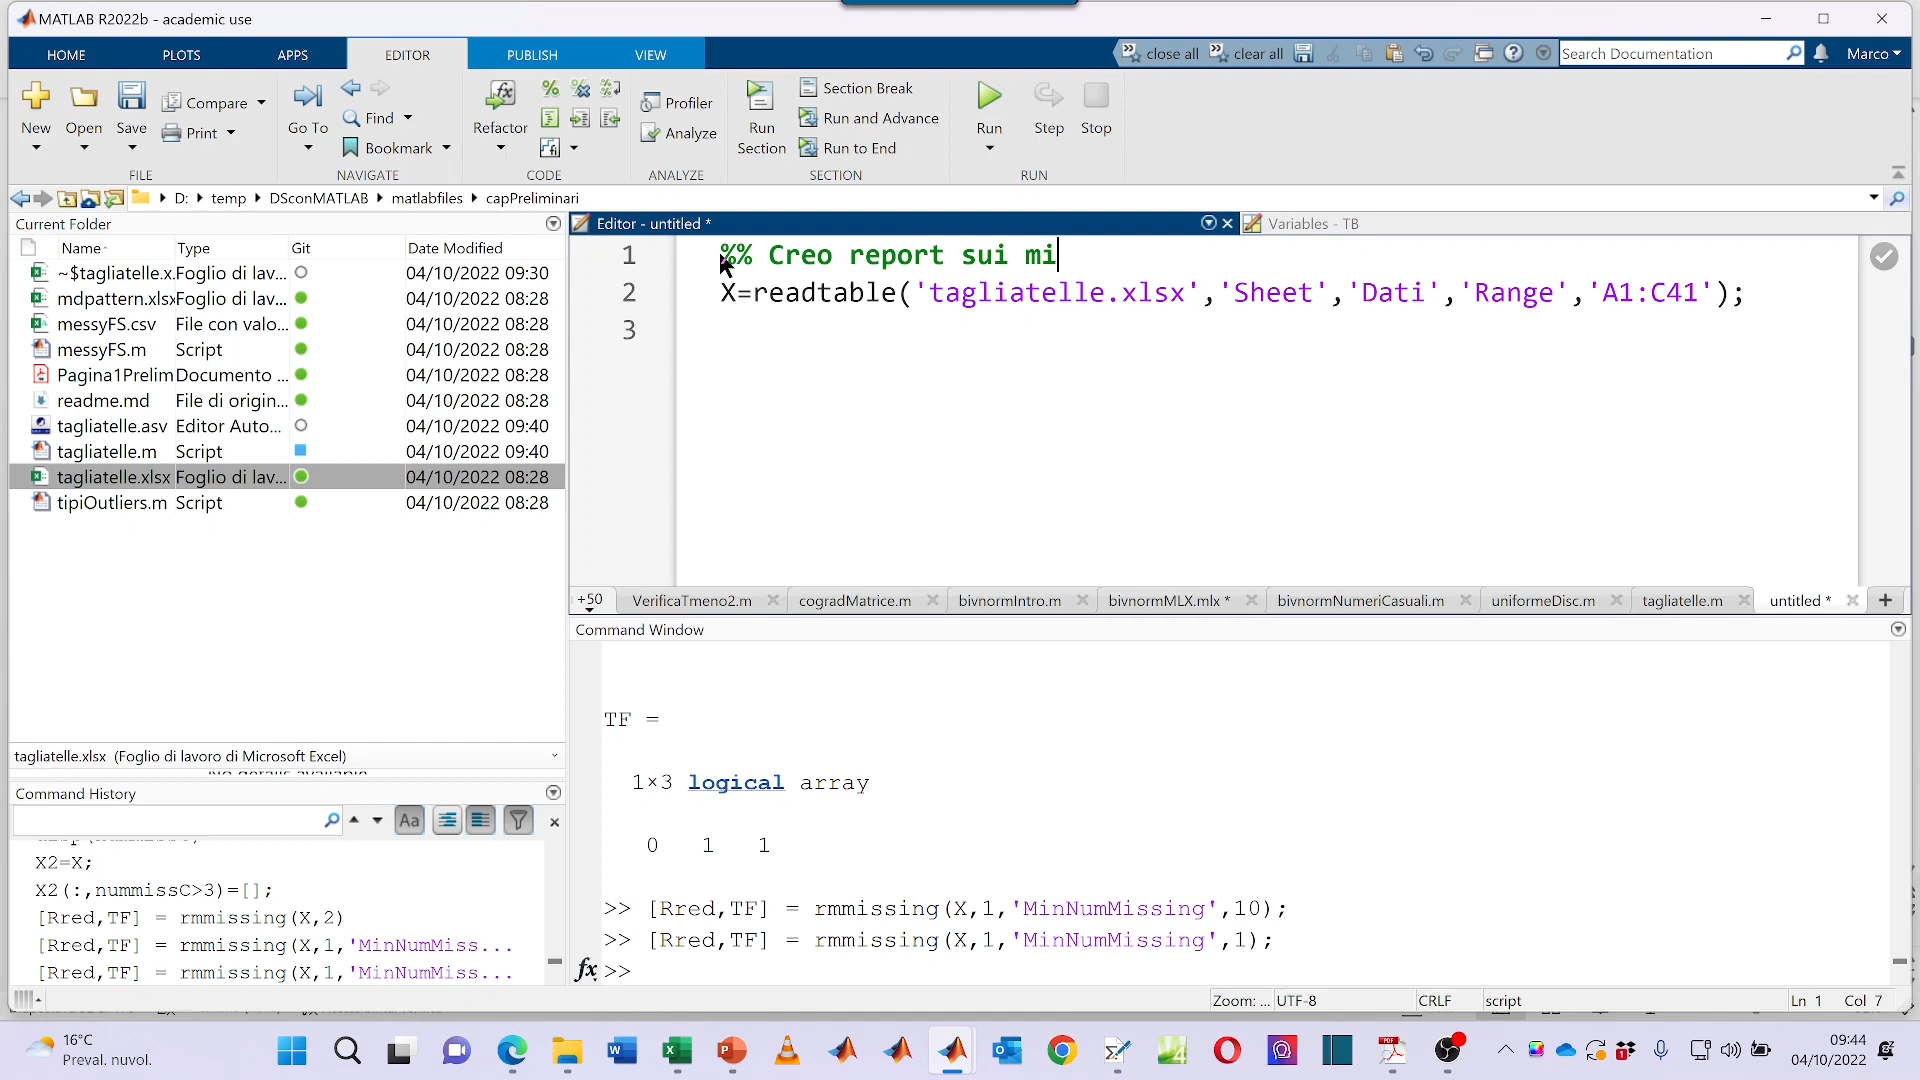 MATLAB R2022b - academic use
HOME PLOTS APPS EDITOR PUBLISH VIEW
close all clear all Search Documentation Marco
New Open Save Compare Print
FILE
Go To Find Bookmark
NAVIGATE
Refactor
CODE
Profiler Analyze
ANALYZE
Run Section Section Break Run and Advance Run to End
SECTION
Run Step Stop
RUN
D: temp DSconMATLAB matlabfiles capPreliminari
Current Folder
Name Type Git Date Modified
~$tagliatelle.x. Foglio di lav... 04/10/2022 09:30
mdpattern.xlsx Foglio di lav... 04/10/2022 08:28
messyFS.csv File con valo... 04/10/2022 08:28
messyFS.m Script 04/10/2022 08:28
Pagina1Prelim Documento ... 04/10/2022 08:28
readme.md File di origin... 04/10/2022 08:28
tagliatelle.asv Editor Auto... 04/10/2022 09:40
tagliatelle.m Script 04/10/2022 09:40
tagliatelle.xlsx Foglio di lav... 04/10/2022 08:28
tipiOutliers.m Script 04/10/2022 08:28
tagliatelle.xlsx (Foglio di lavoro di Microsoft Excel)
Command History
Aa
X2=X;
X2(:,nummissC>3)=[];
[Rred,TF] = rmmissing(X,2)
[Rred,TF] = rmmissing(X,1,'MinNumMiss...
[Rred,TF] = rmmissing(X,1,'MinNumMiss...
Editor - untitled * Variables - TB
1 %% Creo report sui mi
2 X=readtable('tagliatelle.xlsx','Sheet','Dati','Range','A1:C41');
3
+50 VerificaTmeno2.m cogradMatrice.m bivnormIntro.m bivnormMLX.mlx * bivnormNumeriCasuali.m uniformeDisc.m tagliatelle.m untitled *
Command Window
TF =
1×3 logical array
0 1 1
>> [Rred,TF] = rmmissing(X,1,'MinNumMissing',10);
>> [Rred,TF] = rmmissing(X,1,'MinNumMissing',1);
fx >>
Zoom: ... UTF-8 CRLF script Ln 1 Col 7
16°C
Preval. nuvol.
09:44
04/10/2022